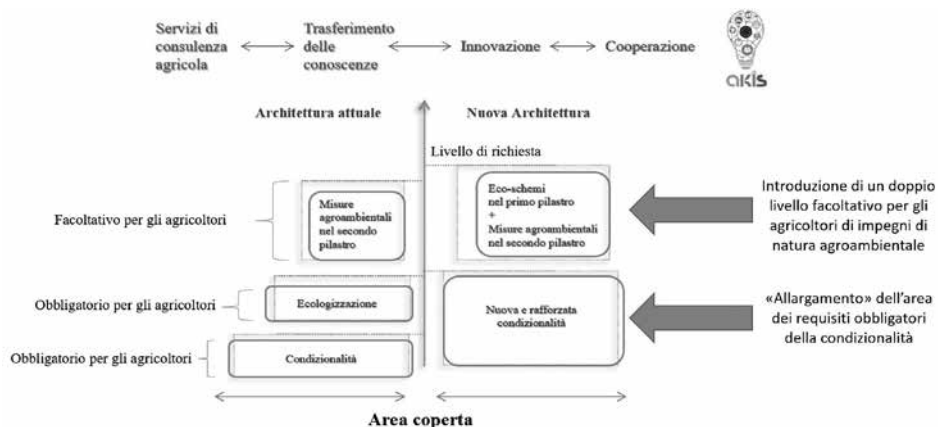 Servizi di
consulenza
agricola
Trasferimento
delle
conoscenze
Innovazione
Cooperazione
akis
Architettura attuale
Nuova Architettura
Livello di richiesta
Facoltativo per gli agricoltori
Misure
agroambientali
nel secondo
pilastro
Eco-schemi
nel primo pilastro
+
Misure agroambientali
nel secondo pilastro
Introduzione di un doppio
livello facoltativo per gli
agricoltori di impegni di
natura agroambientale
Obbligatorio per gli agricoltori
Ecologizzazione
Nuova e rafforzata
condizionalità
«Allargamento» dell'area
dei requisiti obbligatori
della condizionalità
Obbligatorio per gli agricoltori
Condizionalità
Area coperta